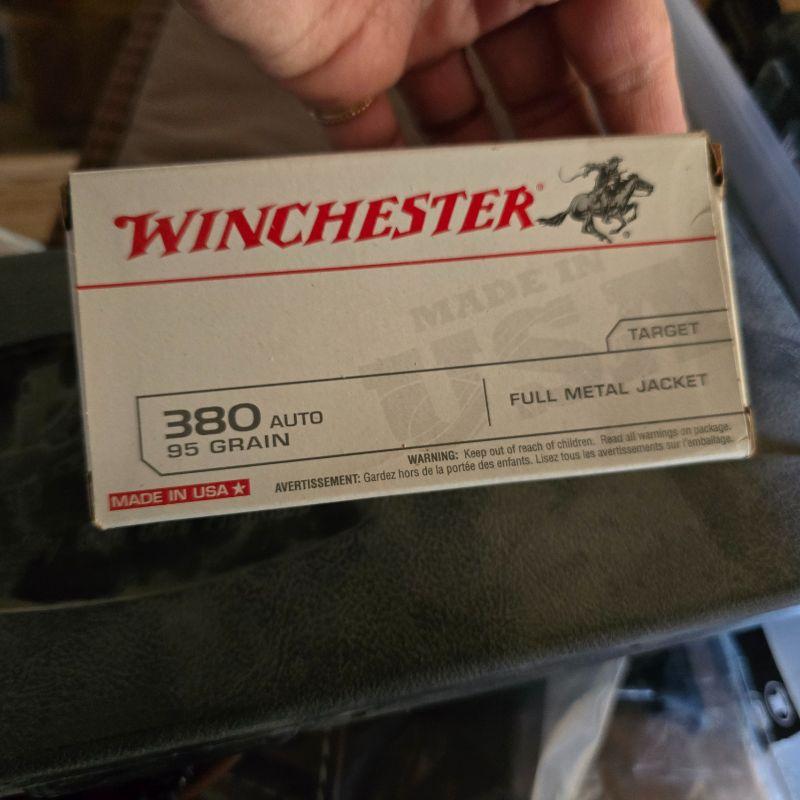 WINCHESTER®
MADE IN
USA
TARGET
380 AUTO
95 GRAIN
FULL METAL JACKET
WARNING: Keep out of reach of children. Read all warnings on package.
AVERTISSEMENT: Gardez hors de la portée des enfants. Lisez tous les avertissements sur l'emballage.
MADE IN USA★